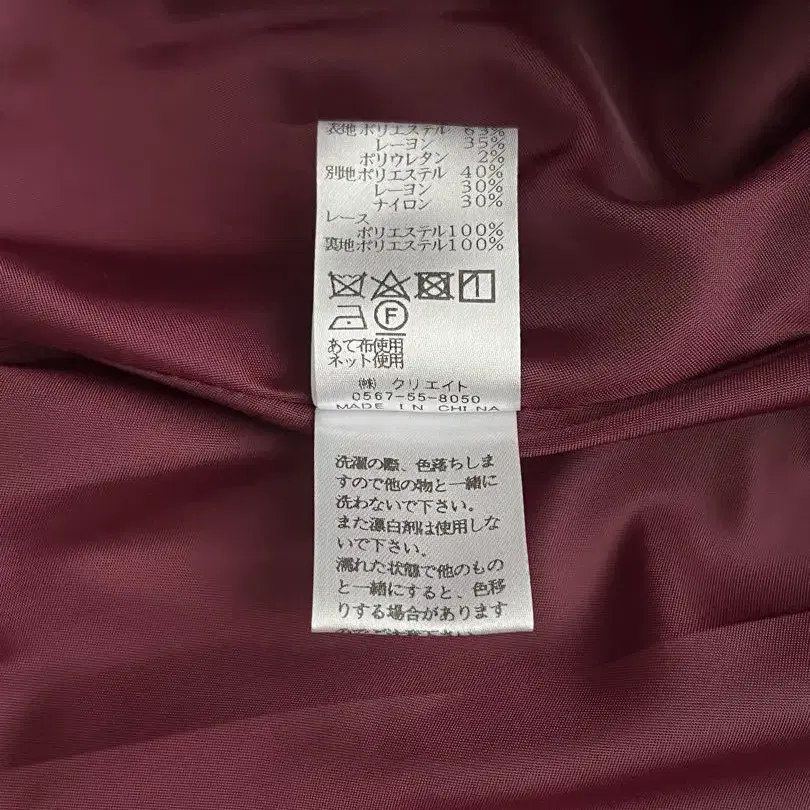 表地 ポリエステル 63%
レーヨン 35%
ポリウレタン 2%
別地 ポリエステル 40%
レーヨン 30%
ナイロン 30%
レース
ポリエステル 100%
裏地 ポリエステル 100%
F
あて布使用
ネット使用
㈱ クリエイト
0567-55-8050
MADE IN CHINA
洗濯の際、色落ちしま
すので他の物と一緒に
洗わないで下さい。
また漂白剤は使用しな
いで下さい。
濡れた状態で他のもの
と一緒にすると、色移
りする場合があります